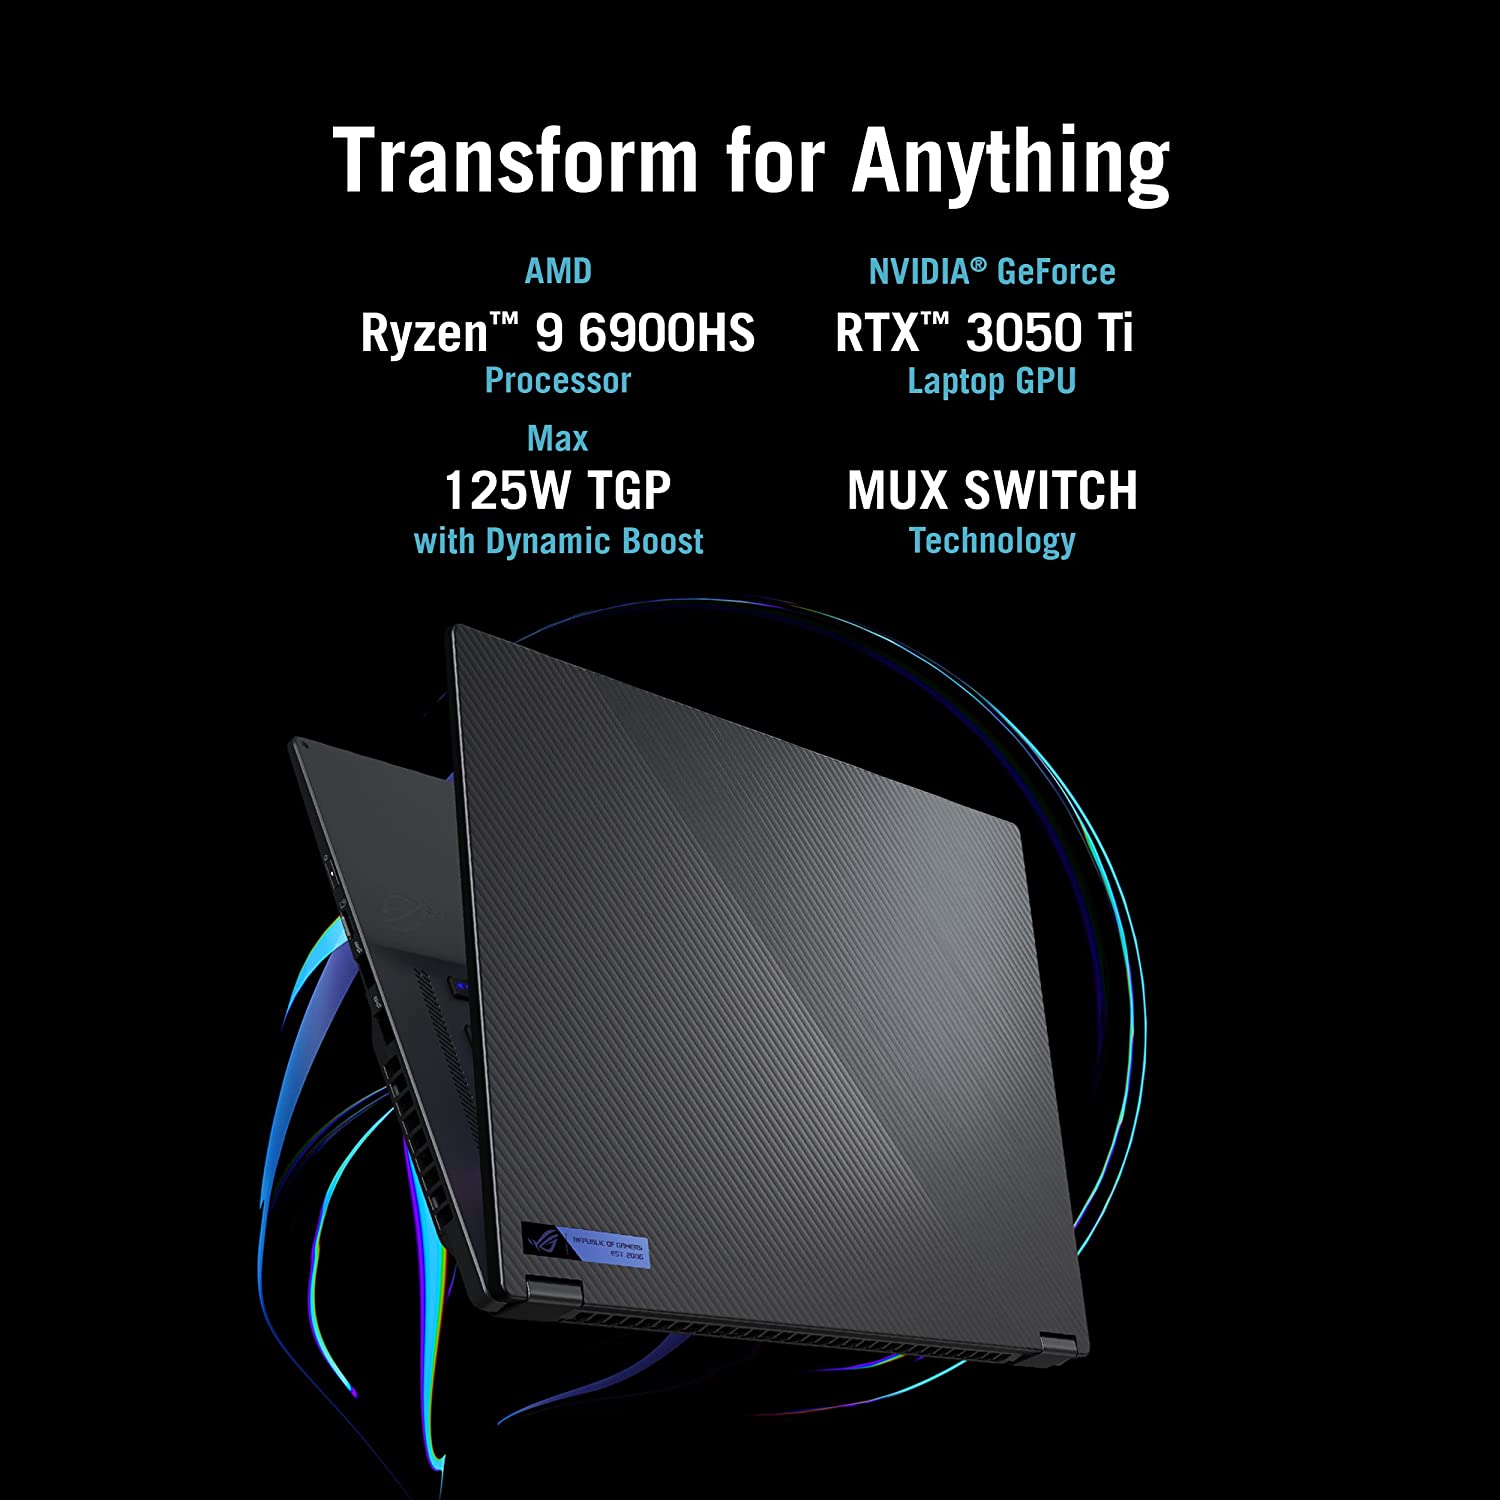 Transform for Anything
AMD
Ryzen™ 9 6900HS
Processor
NVIDIA® GeForce
RTX™ 3050 Ti
Laptop GPU
Max
125W TGP
with Dynamic Boost
MUX SWITCH
Technology
REPUBLIC OF GAMERS
EST. 2006